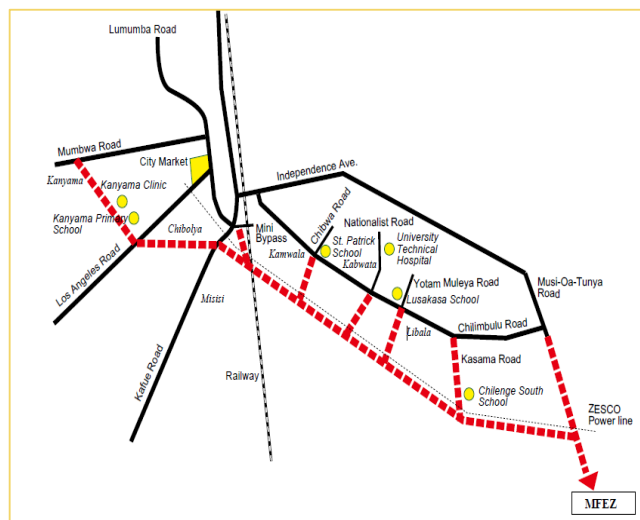 Lumumba Road
Mumbwa Road
City Market
Kanyama
Kanyama Clinic
Kanyama Primary
School
Chibolya
Los Angeles Road
Misisi
Kafue Road
Railway
Mini
Bypass
Independence Ave.
Chibwa Road
Kamwala
Nationalist Road
St. Patrick
School
Kabwata
University
Technical
Hospital
Yotam Muleya Road
Lusakasa School
Libala
Chilimbulu Road
Musi-Oa-Tunya
Road
Kasama Road
Chilenge South
School
ZESCO
Power line
MFEZ